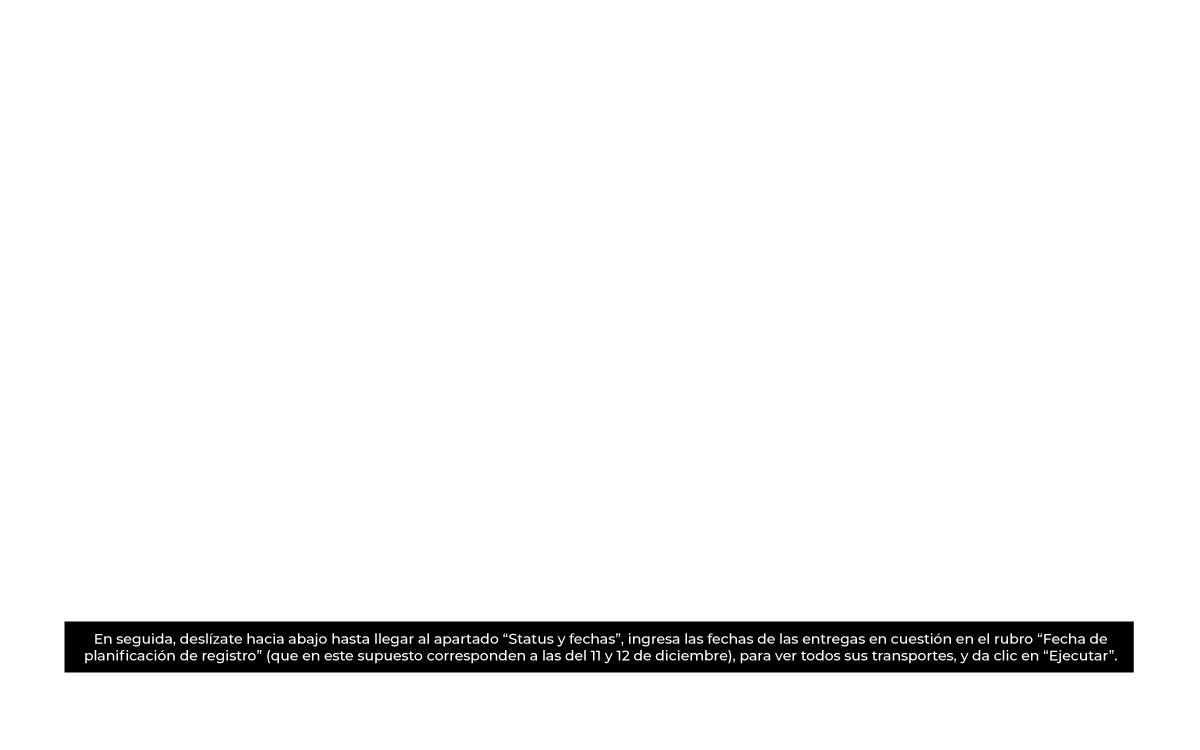 En seguida, deslízate hacia abajo hasta llegar al apartado “Status y fechas”, ingresa las fechas de las entregas en cuestión en el rubro “Fecha de
planificación de registro” (que en este supuesto corresponden a las del 11 y 12 de diciembre), para ver todos sus transportes, y da clic en “Ejecutar”.